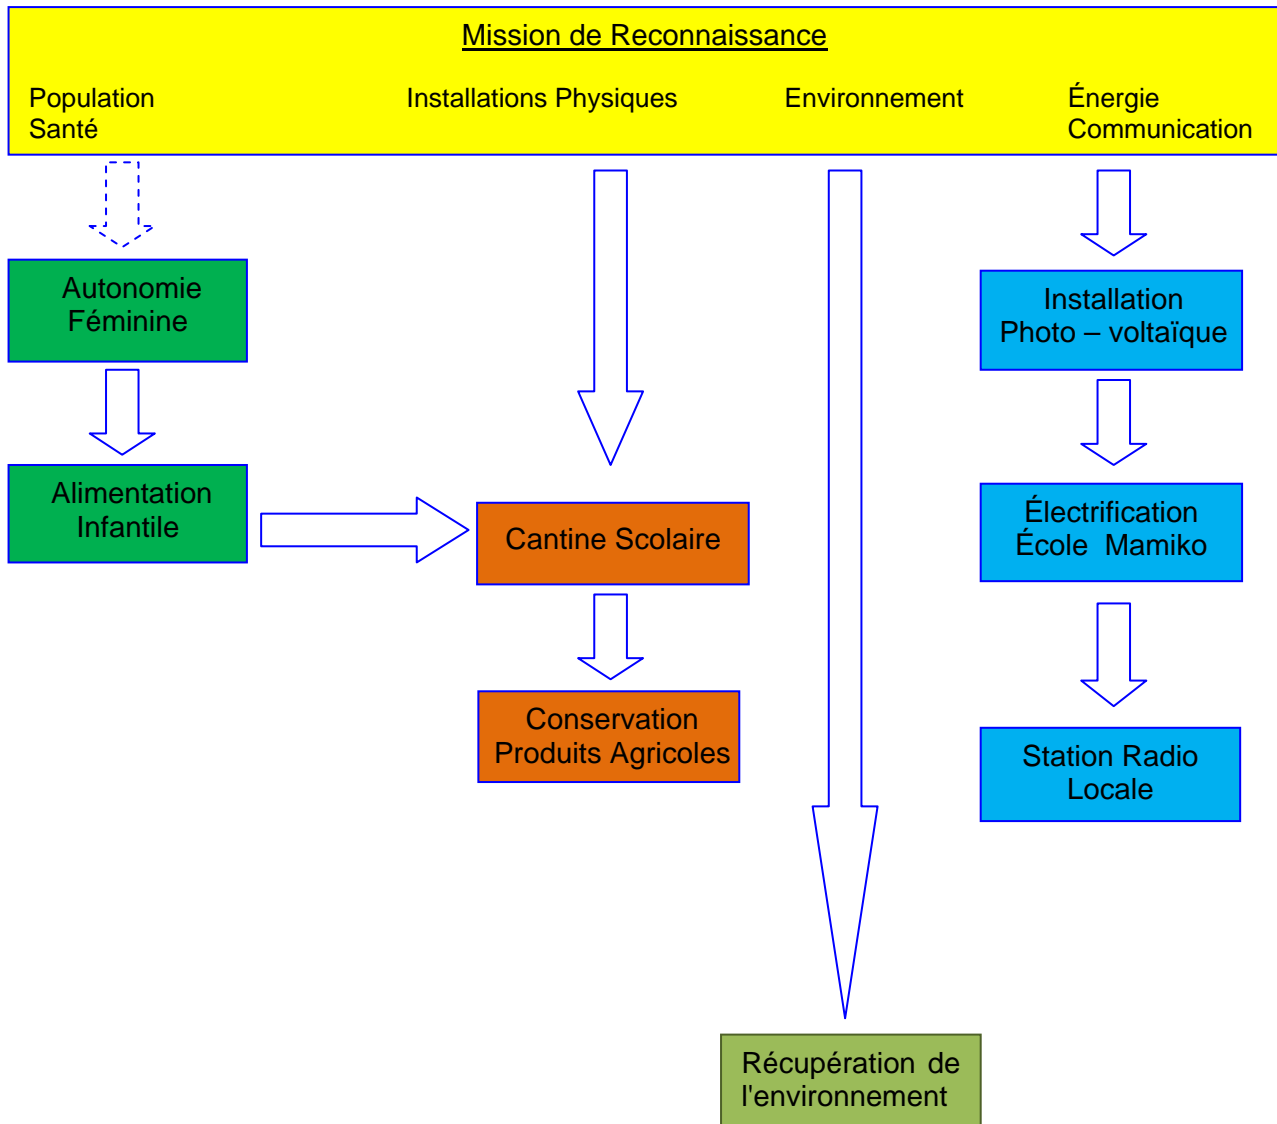 Mission de Reconnaissance
Population Installations Physiques Environnement Énergie
Santé Communication
Autonomie
Féminine
Installation
Photo – voltaïque
Alimentation
Infantile
Cantine Scolaire
Électrification
École Mamiko
Conservation
Produits Agricoles
Station Radio
Locale
Récupération de
l'environnement